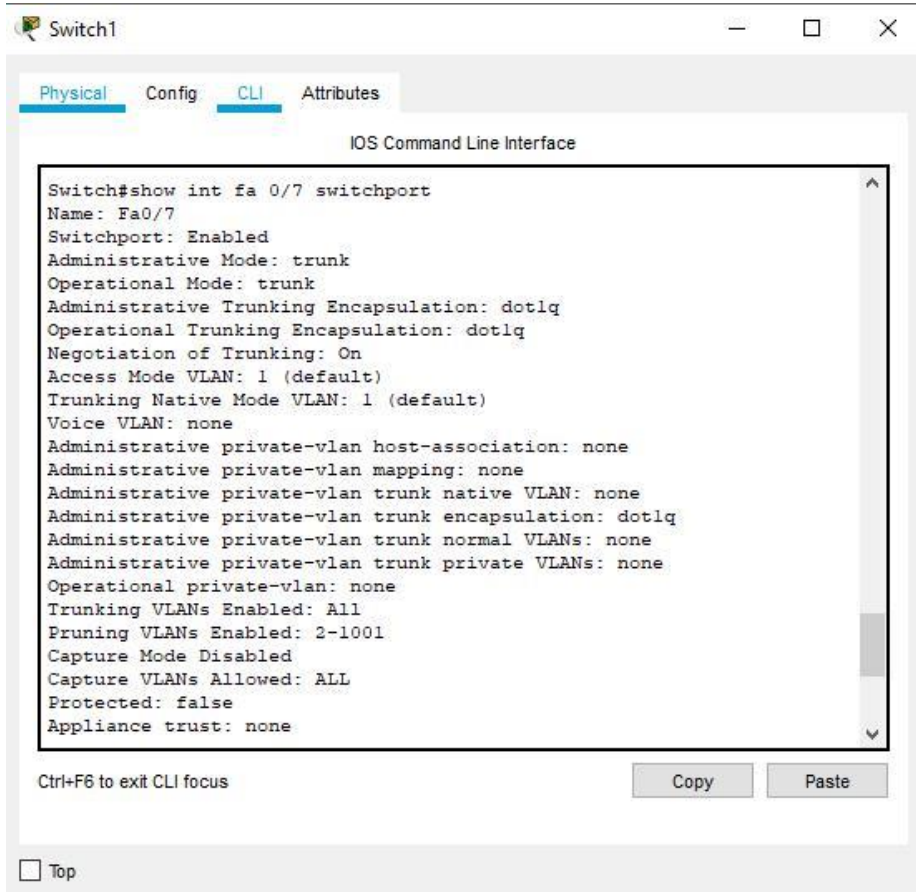 Switch1
Physical Config CLI Attributes
IOS Command Line Interface
Switch#show int fa 0/7 switchport
Name: Fa0/7
Switchport: Enabled
Administrative Mode: trunk
Operational Mode: trunk
Administrative Trunking Encapsulation: dot1q
Operational Trunking Encapsulation: dot1q
Negotiation of Trunking: On
Access Mode VLAN: 1 (default)
Trunking Native Mode VLAN: 1 (default)
Voice VLAN: none
Administrative private-vlan host-association: none
Administrative private-vlan mapping: none
Administrative private-vlan trunk native VLAN: none
Administrative private-vlan trunk encapsulation: dot1q
Administrative private-vlan trunk normal VLANs: none
Administrative private-vlan trunk private VLANs: none
Operational private-vlan: none
Trunking VLANs Enabled: All
Pruning VLANs Enabled: 2-1001
Capture Mode Disabled
Capture VLANs Allowed: ALL
Protected: false
Appliance trust: none
Ctrl+F6 to exit CLI focus
Copy Paste
Top